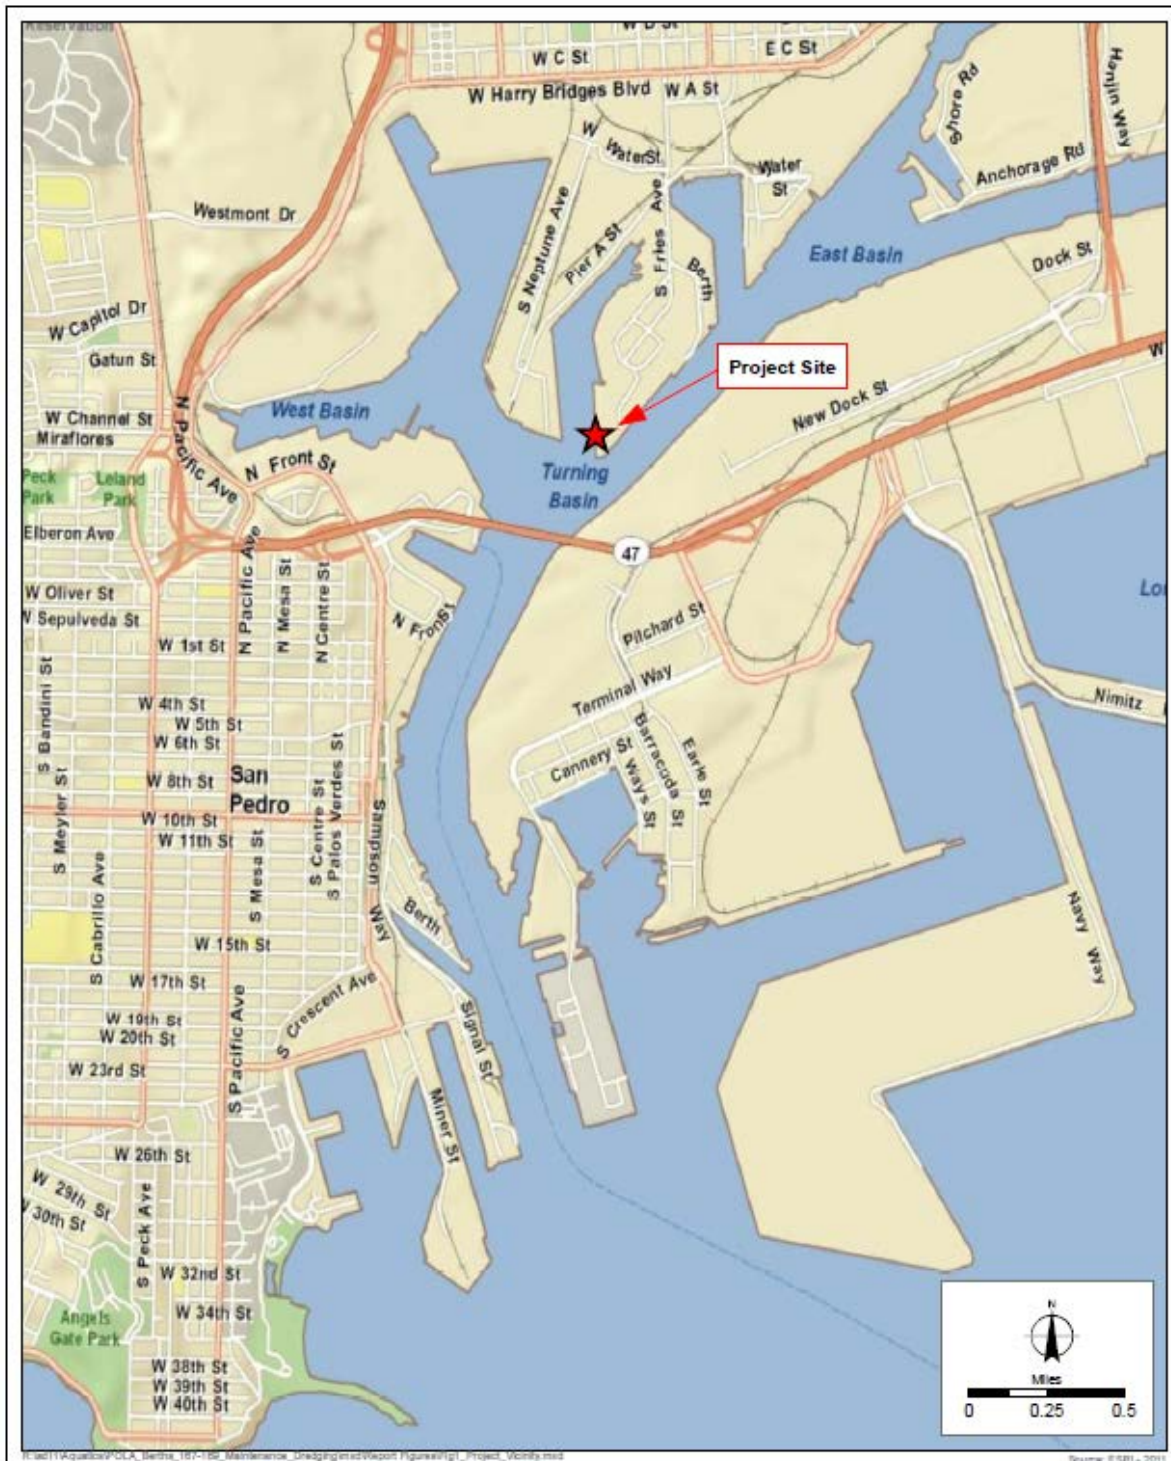 Reservation
W C St
W D St
E C St
W Harry Bridges Blvd
W A St
Shore Rd
Hanjin Way
W Water St
Water St
Anchorage Rd
Westmont Dr
S Neptune Ave
Pier A St
S Fries Ave
Berth
East Basin
Dock St
W Capitol Dr
Gatun St
Project Site
W
W Channel St
Miraflores
N Pacific Ave
West Basin
New Dock St
N Front St
Turning
Basin
Peck
Park
Leland
Park
Elberon Ave
47
W Oliver St
W Sepulveda St
N Pacific Ave
N Mesa St
N Centre St
N Front St
Pilchard St
W 1st St
Terminal Way
Nimitz
S Bandini St
W 4th St
W 5th St
W 6th St
Cannery St
Ways St
Barracuda St
Earle St
W 8th St
San
Pedro
S Meyler St
W 10th St
W 11th St
S Centre St
S Palos Verdes St
Sampson Way
S Cabrillo Ave
S Mesa St
Berth
Navy Way
W 15th St
W 17th St
S Crescent Ave
W 19th St
W 20th St
Signal St
W 23rd St
S Pacific Ave
Miner St
W 26th St
W 29th St
W 30th St
S Peck Ave
W 32nd St
W 34th St
Angels
Gate Park
W 38th St
W 39th St
W 40th St
N
Miles
0 0.25 0.5
Source: ESRI - 2011